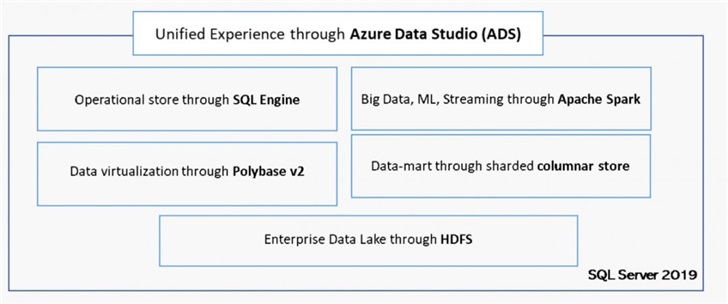 Unified Experience through Azure Data Studio (ADS)
Operational store through SQL Engine
Big Data, ML, Streaming through Apache Spark
Data virtualization through Polybase v2
Data-mart through sharded columnar store
Enterprise Data Lake through HDFS
SQL Server 2019